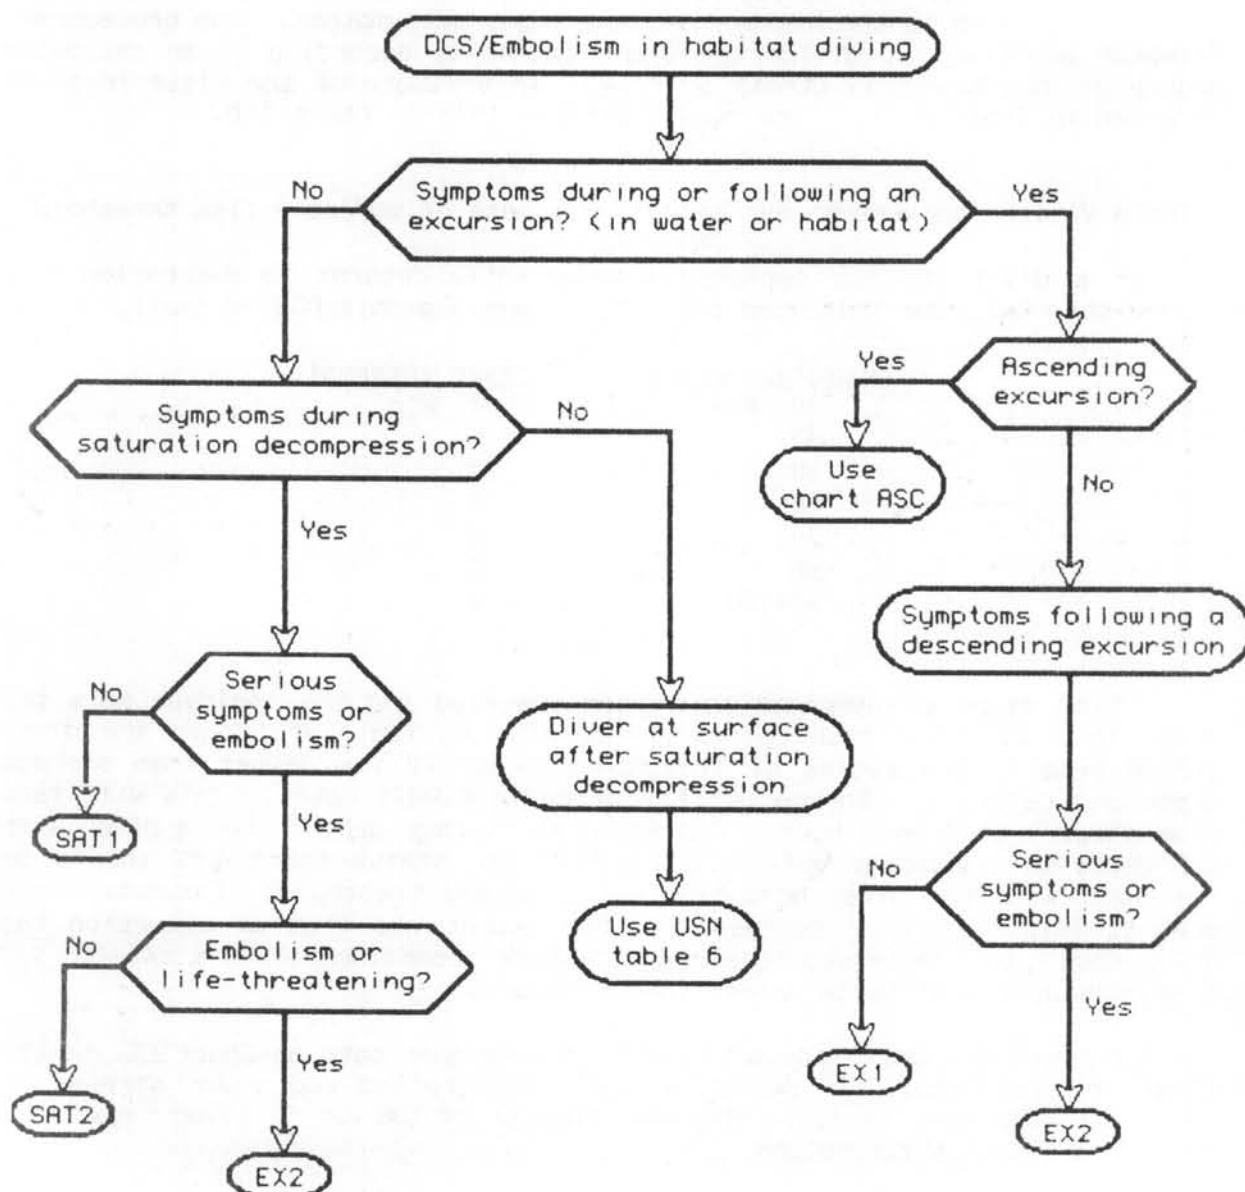 DCS/Embolism in habitat diving
No
Symptoms during or following an
excursion? (in water or habitat)
Yes
Yes
Ascending
excursion?
Symptoms during
saturation decompression?
No
Use
chart ASC
No
Yes
Symptoms following a
descending excursion
No
Serious
symptoms or
embolism?
Diver at surface
after saturation
decompression
SAT1
Yes
No
Serious
symptoms or
embolism?
No
Embolism or
life-threatening?
Use USN
table 6
Yes
Yes
EX1
SAT2
EX2
EX2